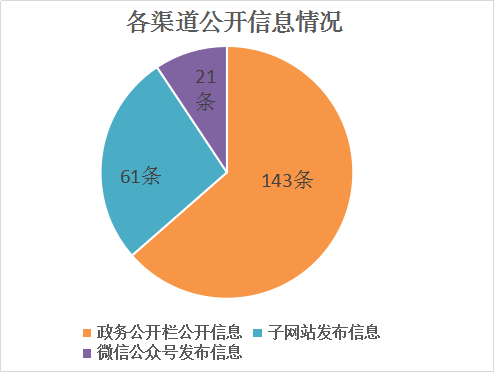 各渠道公开信息情况
21
条
61条
143条
政务公开栏公开信息 子网站发布信息
微信公众号发布信息